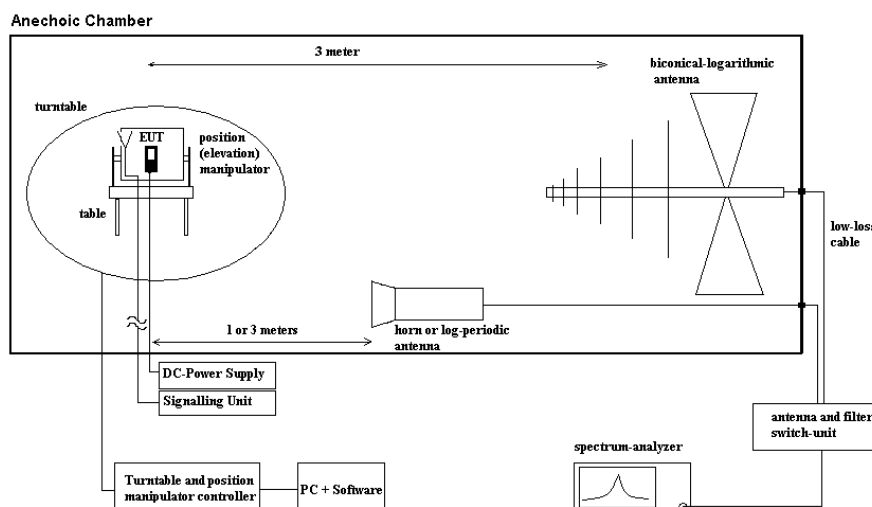 Anechoic Chamber
3 meter
biconical-logarithmic
antenna
turntable
EUT
position
(elevation)
manipulator
table
low-loss
cable
1 or 3 meters
horn or log-periodic
antenna
DC-Power Supply
Signalling Unit
antenna and filter
switch-unit
spectrum-analyzer
Turntable and position
manipulator controller
PC + Software